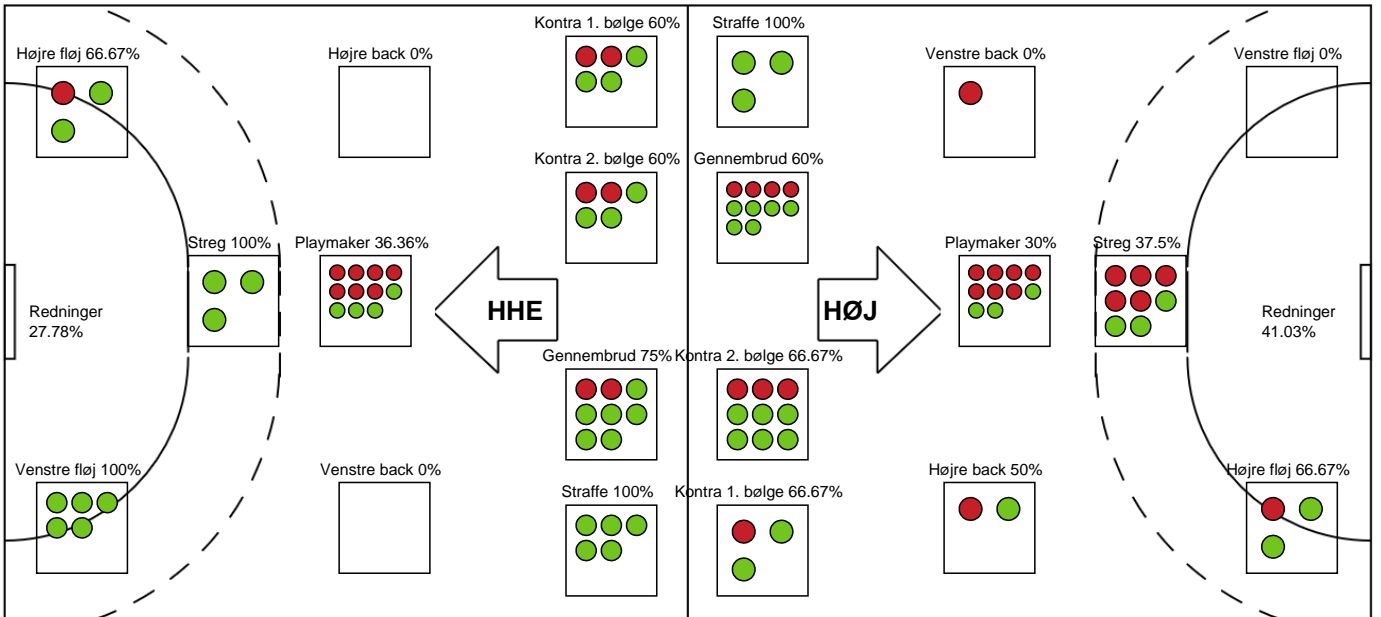 Kontra 1. bølge 60%
Straffe 100%
Højre fløj 66.67%
Højre back 0%
Venstre back 0%
Venstre fløj 0%
Kontra 2. bølge 60%
Gennembrud 60%
Streg 100%
Playmaker 36.36%
Playmaker 30%
Streg 37.5%
Redninger
27.78%
HHE
HØJ
Redninger
41.03%
Gennembrud 75%
Kontra 2. bølge 66.67%
Venstre fløj 100%
Venstre back 0%
Højre back 50%
Højre fløj 66.67%
Straffe 100%
Kontra 1. bølge 66.67%